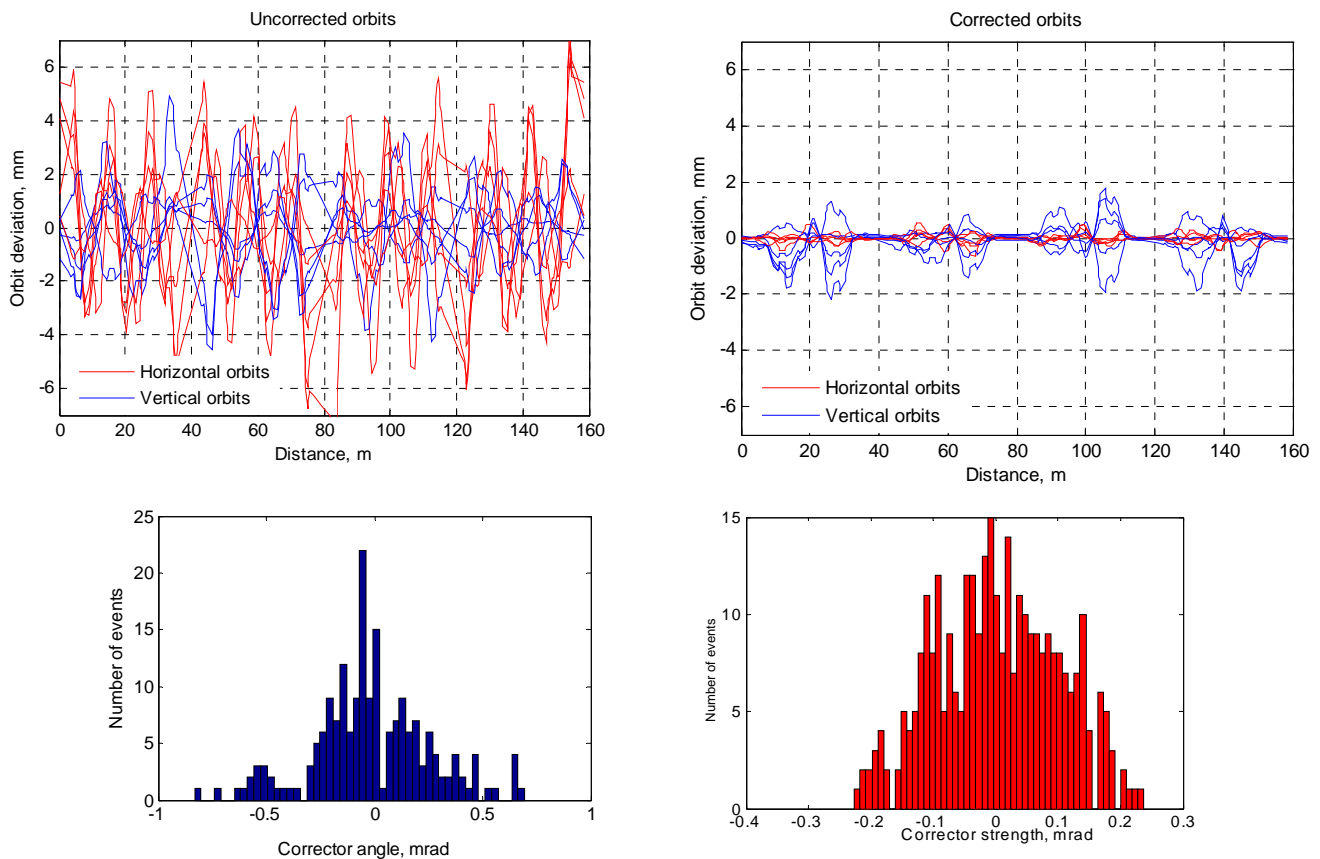 Uncorrected orbits
6
4
2
0
-2
-4
-6
Orbit deviation, mm
Horizontal orbits
Vertical orbits
0 20 40 60 80 100 120 140 160
Distance, m
Corrected orbits
6
4
2
0
-2
-4
-6
Orbit deviation, mm
Horizontal orbits
Vertical orbits
0 20 40 60 80 100 120 140 160
Distance, m
25
20
15
10
5
0
Number of events
-1 -0.5 0 0.5 1
Corrector angle, mrad
15
10
5
0
Number of events
-0.4 -0.3 -0.2 -0.1 0 0.1 0.2 0.3
Corrector strength, mrad